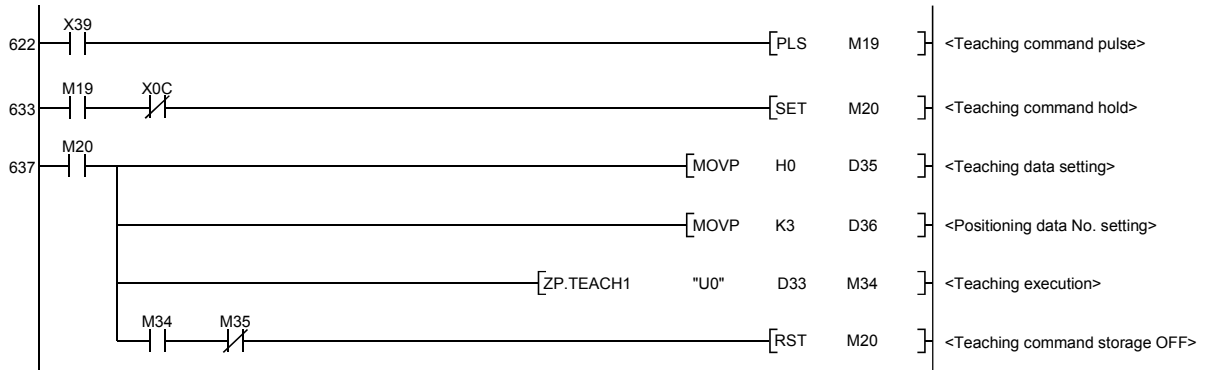 X39
622 [PLS M19 ] <Teaching command pulse>
M19 X0C
633 [SET M20 ] <Teaching command hold>
M20
637 [MOVP H0 D35 ] <Teaching data setting>
[MOVP K3 D36 ] <Positioning data No. setting>
[ZP.TEACH1 "U0" D33 M34 ] <Teaching execution>
M34 M35
[RST M20 ] <Teaching command storage OFF>